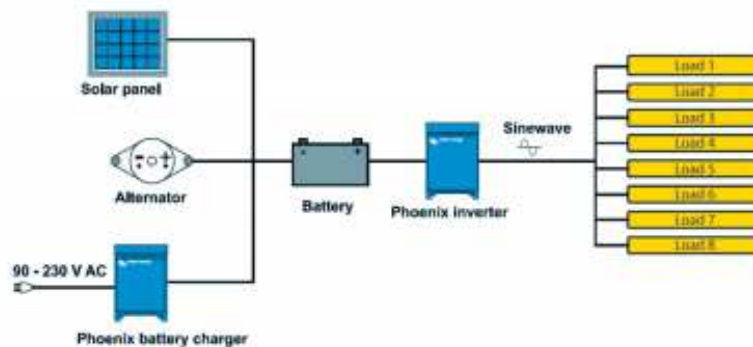 Solar panel
Alternator
90 - 230 V AC
Phoenix battery charger
Battery
Phoenix inverter
Sinewave
Load 1
Load 2
Load 3
Load 4
Load 5
Load 6
Load 7
Load 8